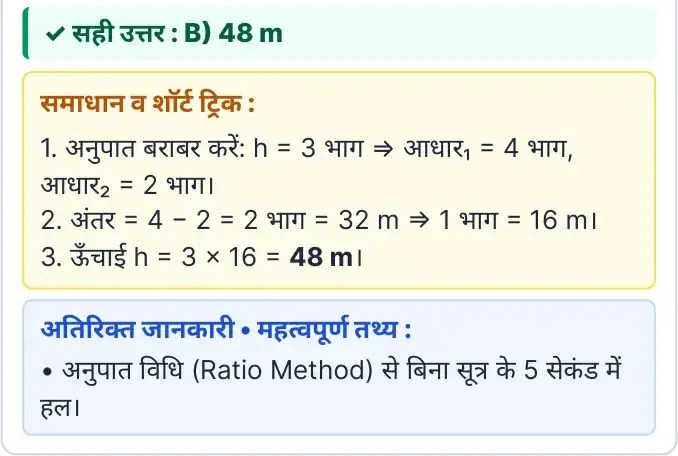 ✓ सही उत्तर : B) 48 m
समाधान व शॉर्ट ट्रिक :
1. अनुपात बराबर करें: h = 3 भाग ⇒ आधार₁ = 4 भाग,
आधार₂ = 2 भाग।
2. अंतर = 4 − 2 = 2 भाग = 32 m ⇒ 1 भाग = 16 m।
3. ऊँचाई h = 3 × 16 = 48 m।
अतिरिक्त जानकारी • महत्वपूर्ण तथ्य :
• अनुपात विधि (Ratio Method) से बिना सूत्र के 5 सेकंड में
हल।